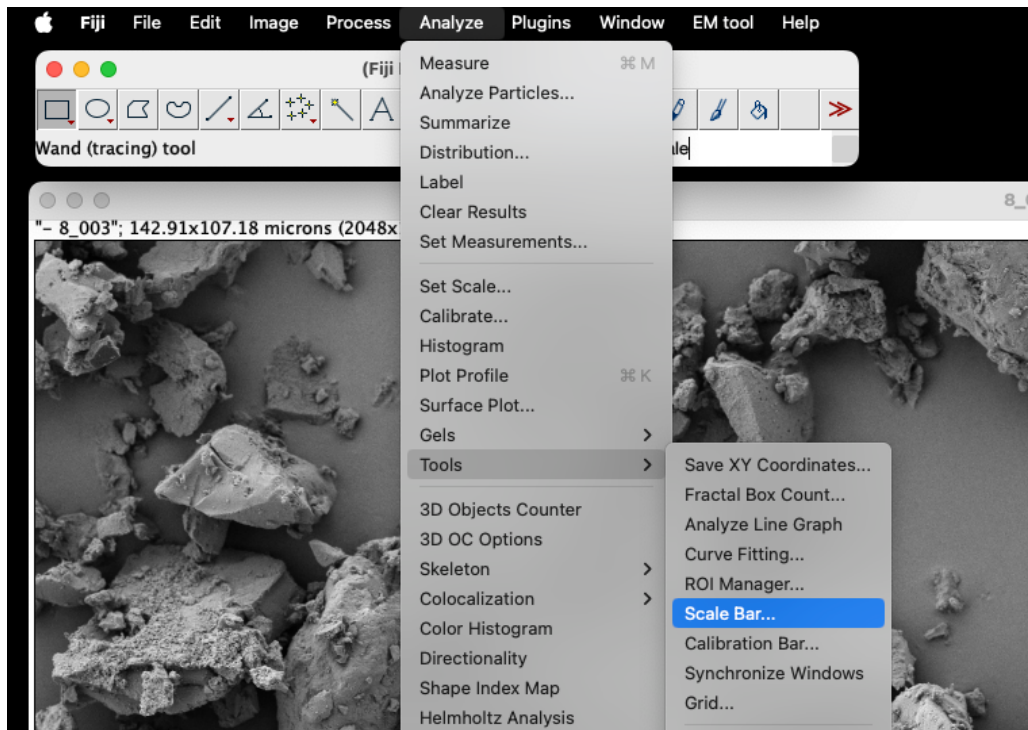 Fiji File Edit Image Process Analyze Plugins Window EM tool Help
(Fiji
Wand (tracing) tool
"– 8_003"; 142.91x107.18 microns (2048x
Measure ⌘ M
Analyze Particles...
Summarize
Distribution...
Label
Clear Results
Set Measurements...
Set Scale...
Calibrate...
Histogram
Plot Profile ⌘ K
Surface Plot...
Gels
Tools
3D Objects Counter
3D OC Options
Skeleton
Colocalization
Color Histogram
Directionality
Shape Index Map
Helmholtz Analysis
Save XY Coordinates...
Fractal Box Count...
Analyze Line Graph
Curve Fitting...
ROI Manager...
Scale Bar...
Calibration Bar...
Synchronize Windows
Grid...